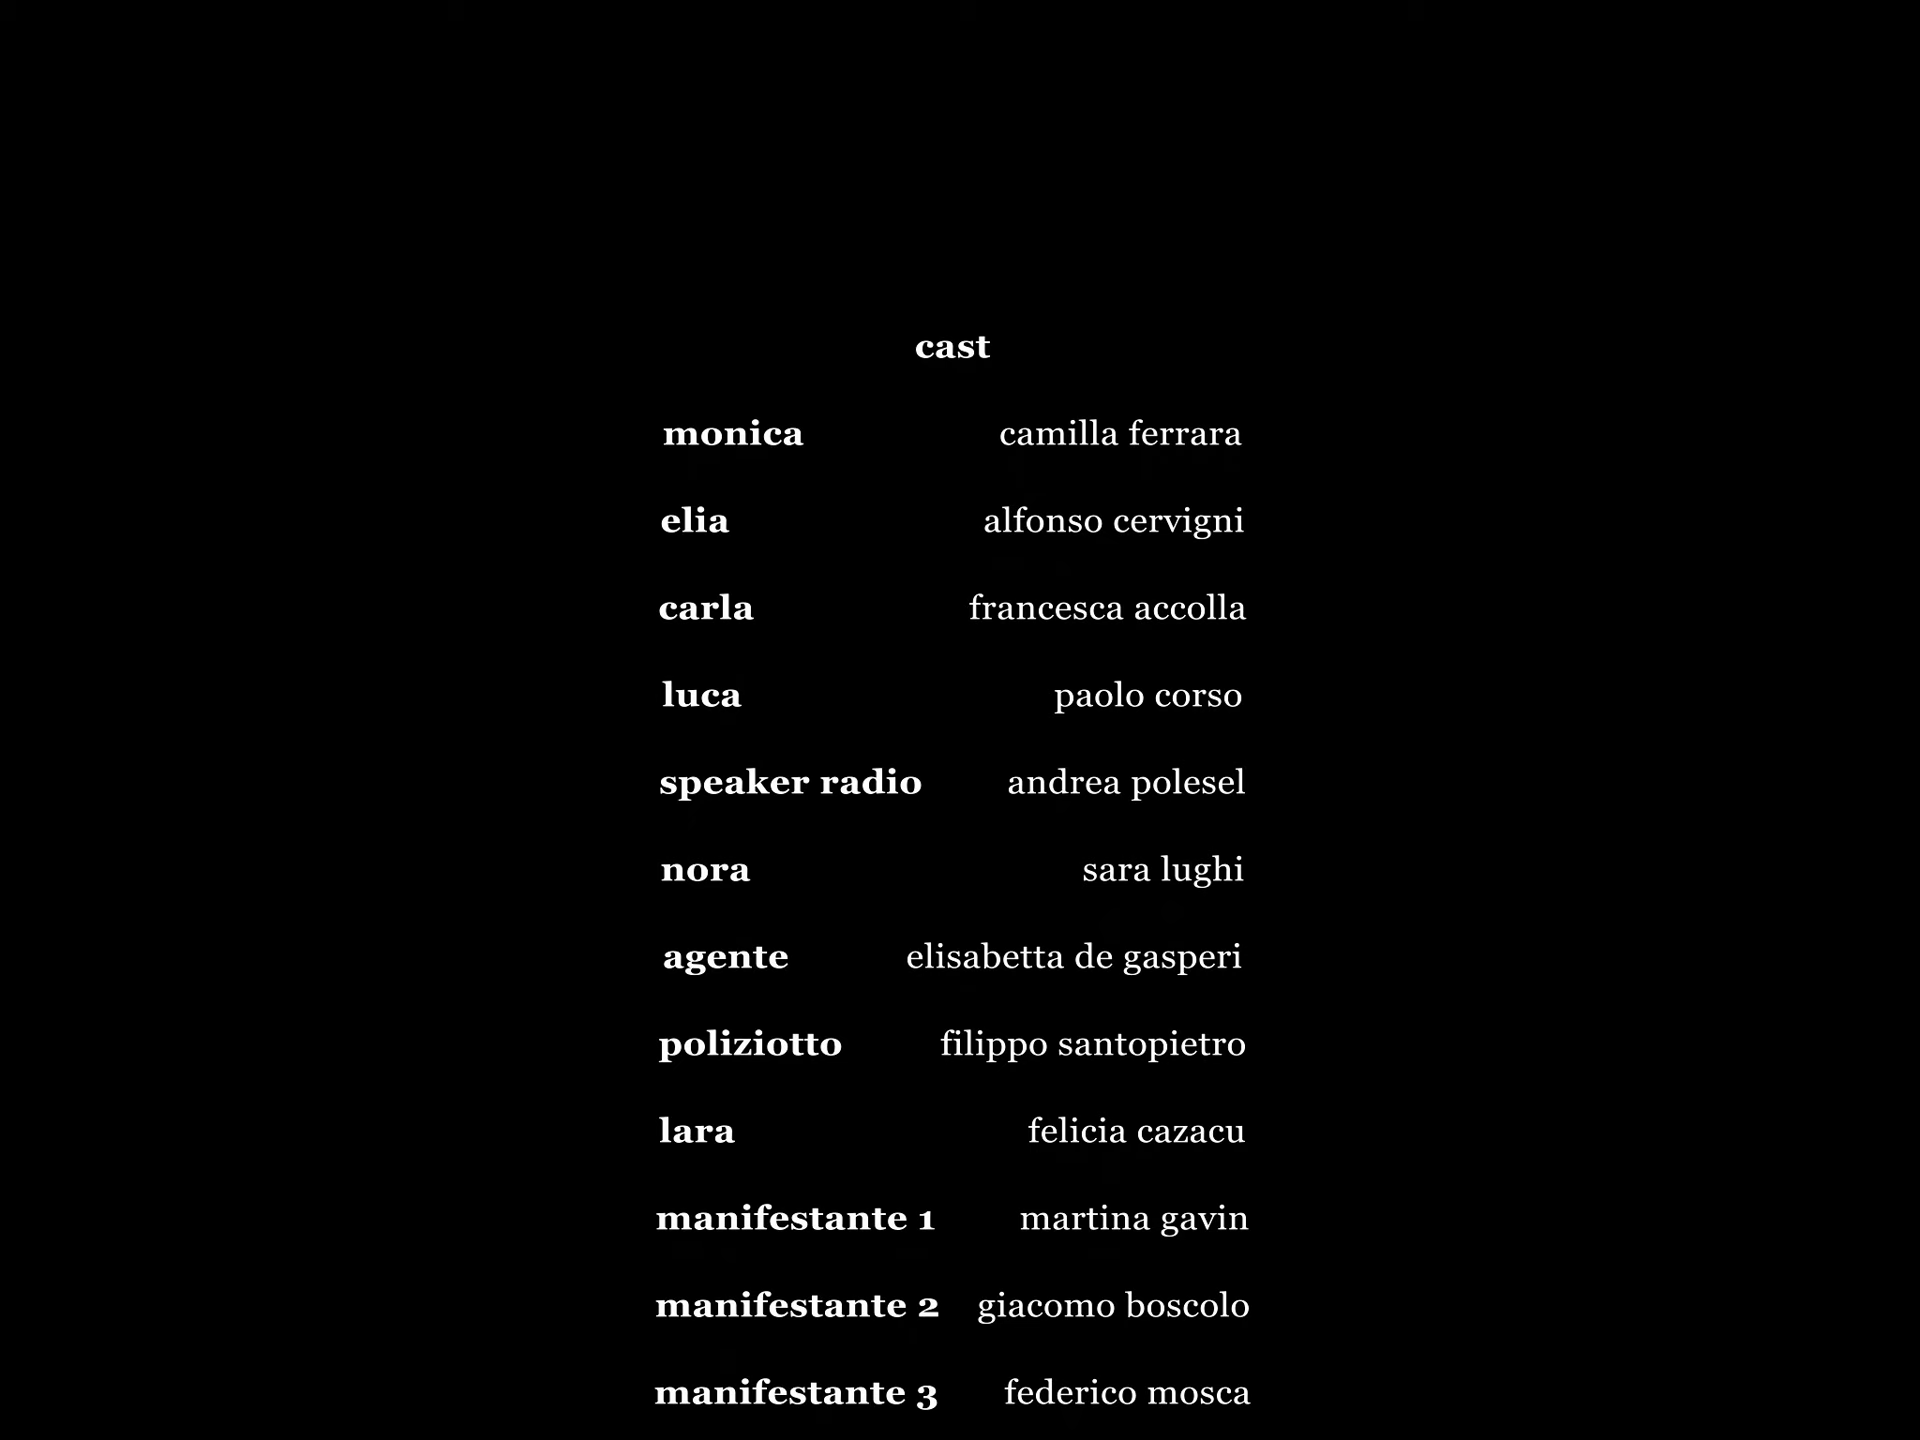 cast
monica camilla ferrara
elia alfonso cervigni
carla francesca accolla
luca paolo corso
speaker radio andrea polesel
nora sara lughi
agente elisabetta de gasperi
poliziotto filippo santopietro
lara felicia cazacu
manifestante 1 martina gavin
manifestante 2 giacomo boscolo
manifestante 3 federico mosca